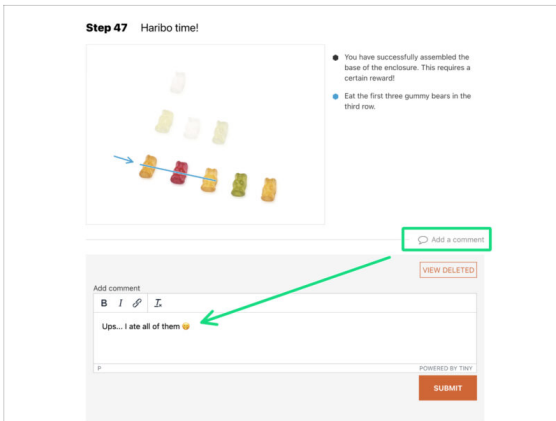 Step 47 Haribo time!
You have successfully assembled the
base of the enclosure. This requires a
certain reward!
Eat the first three gummy bears in the
third row.
Add a comment
VIEW DELETED
Add comment
B I
Ups... I ate all of them 😋
P POWERED BY TINY
SUBMIT